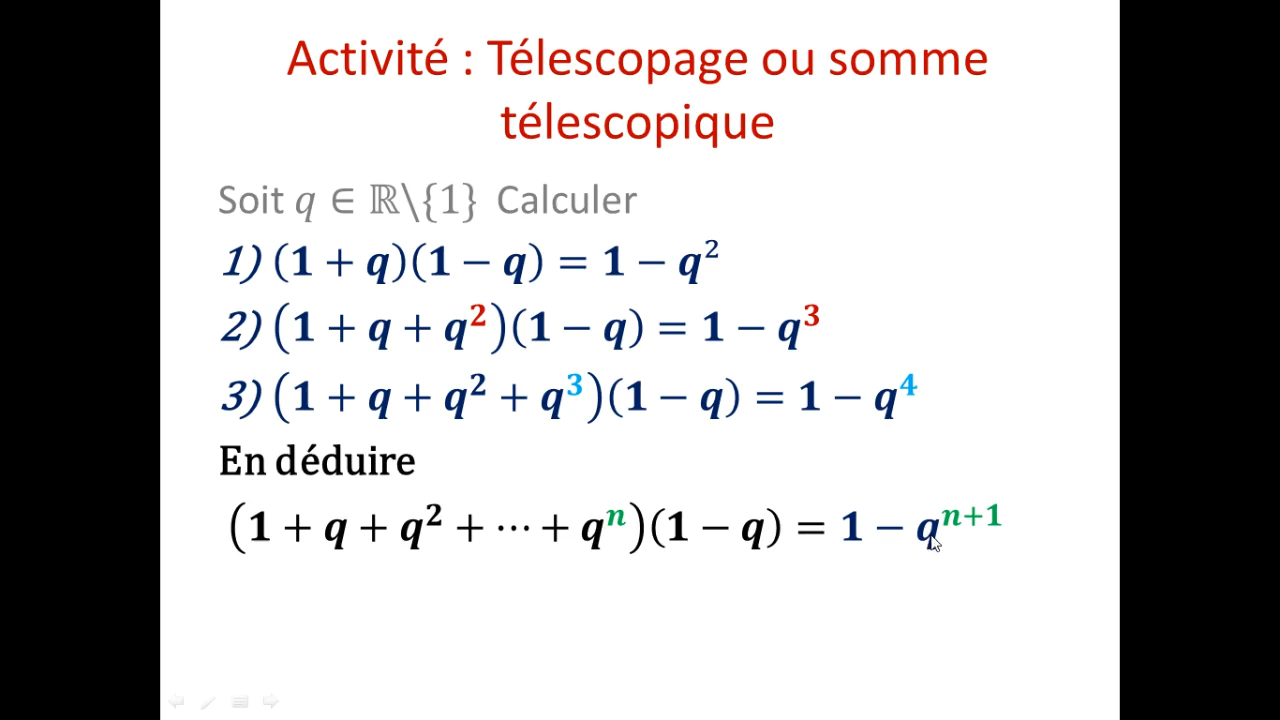 Activité : Télescopage ou somme
télescopique
Soit 𝑞 ∈ ℝ\{1} Calculer
1) (1 + q)(1 − q) = 1 − q²
2) (1 + q + q²)(1 − q) = 1 − q³
3) (1 + q + q² + q³)(1 − q) = 1 − q⁴
En déduire
(1 + q + q² + ⋯ + qⁿ)(1 − q) = 1 − qⁿ⁺¹